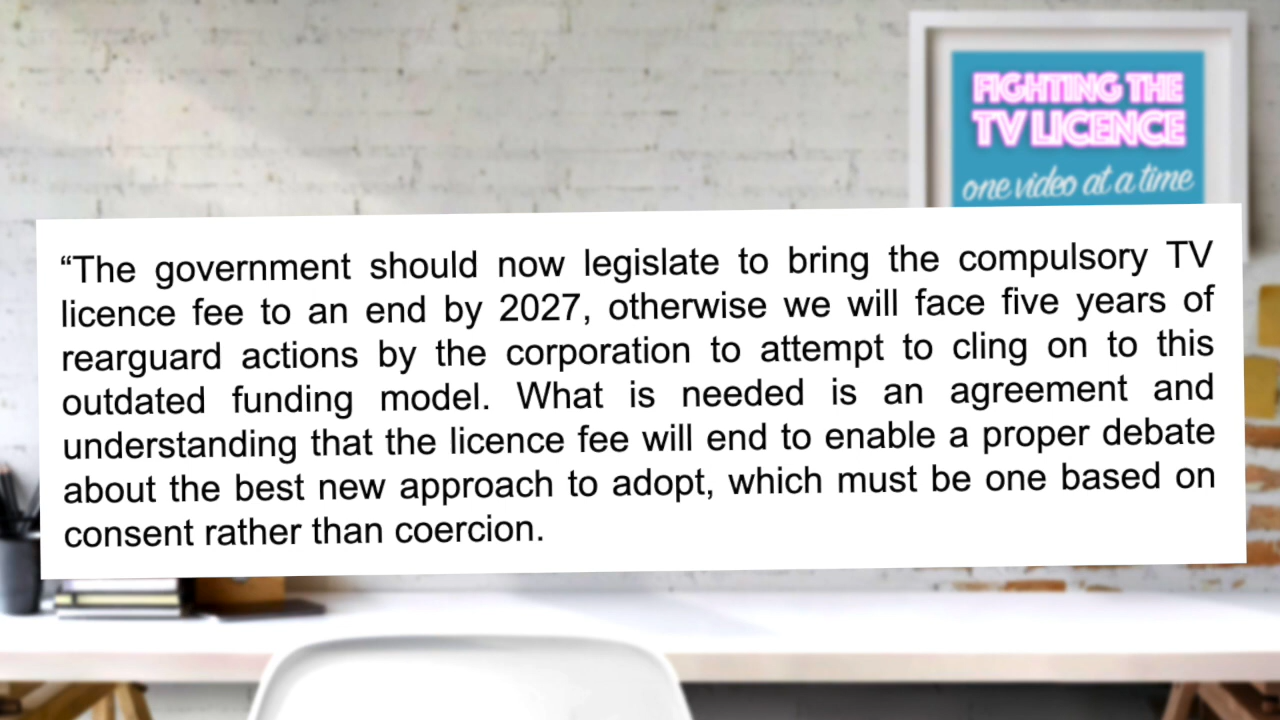 FIGHTING THE
TV LICENCE
one video at a time
“The government should now legislate to bring the compulsory TV
licence fee to an end by 2027, otherwise we will face five years of
rearguard actions by the corporation to attempt to cling on to this
outdated funding model. What is needed is an agreement and
understanding that the licence fee will end to enable a proper debate
about the best new approach to adopt, which must be one based on
consent rather than coercion.